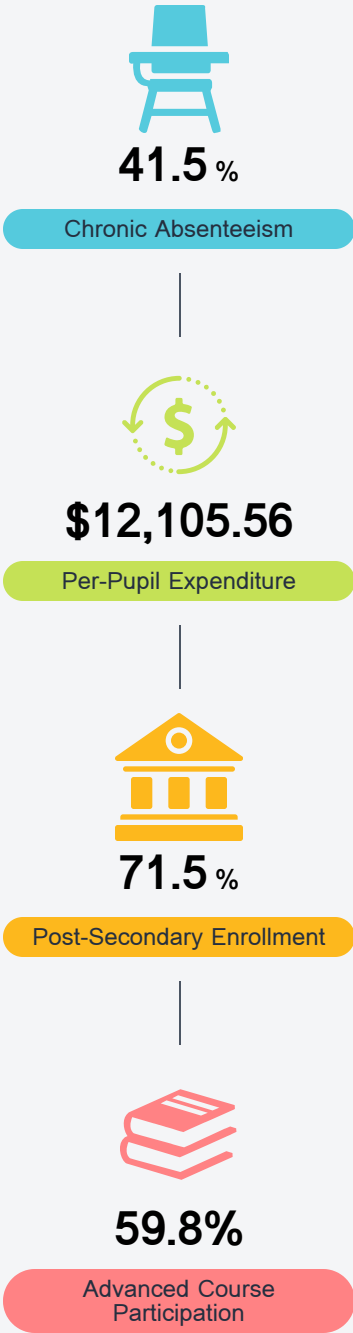 41.5 %
Chronic Absenteeism
$
$12,105.56
Per-Pupil Expenditure
71.5 %
Post-Secondary Enrollment
59.8%
Advanced Course
Participation